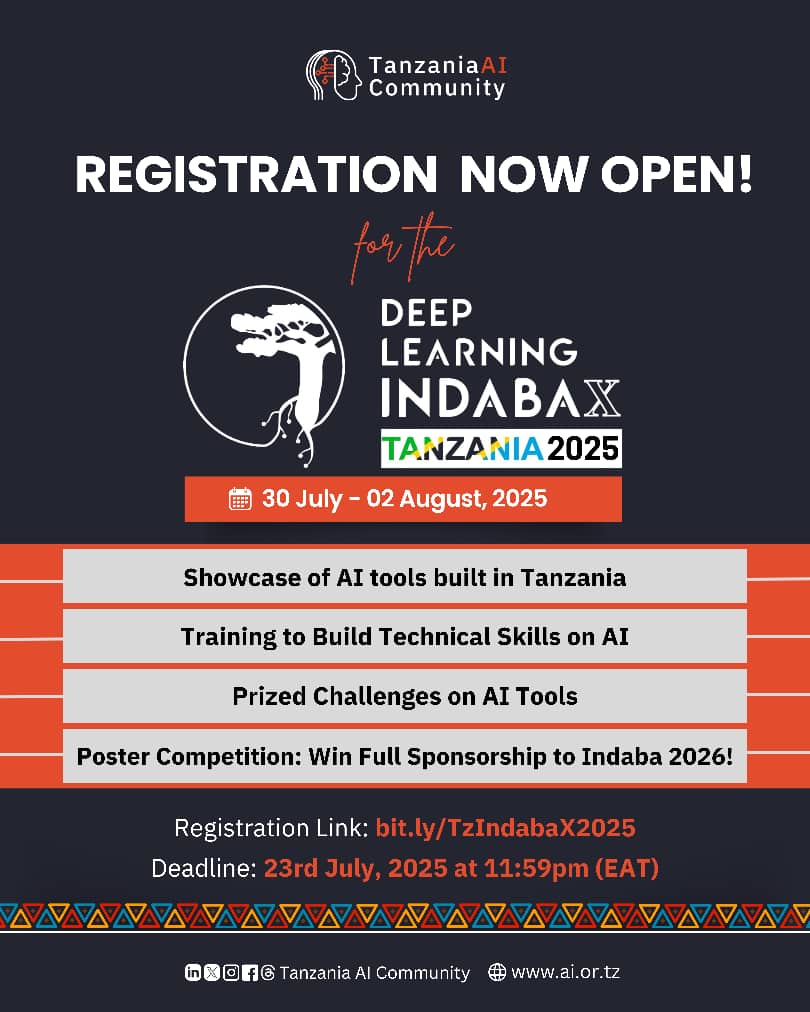 TanzaniaAI
Community
REGISTRATION NOW OPEN!
for the
DEEP
LEARNING
INDABAX
TANZANIA 2025
30 July - 02 August, 2025
Showcase of AI tools built in Tanzania
Training to Build Technical Skills on AI
Prized Challenges on AI Tools
Poster Competition: Win Full Sponsorship to Indaba 2026!
Registration Link: bit.ly/TzIndabaX2025
Deadline: 23rd July, 2025 at 11:59pm (EAT)
Tanzania AI Community www.ai.or.tz